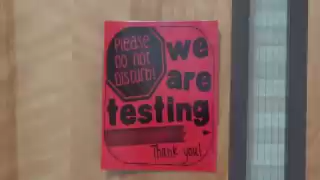 Please
DO NOT
DISTURB!
we
are
testing
Thank you!